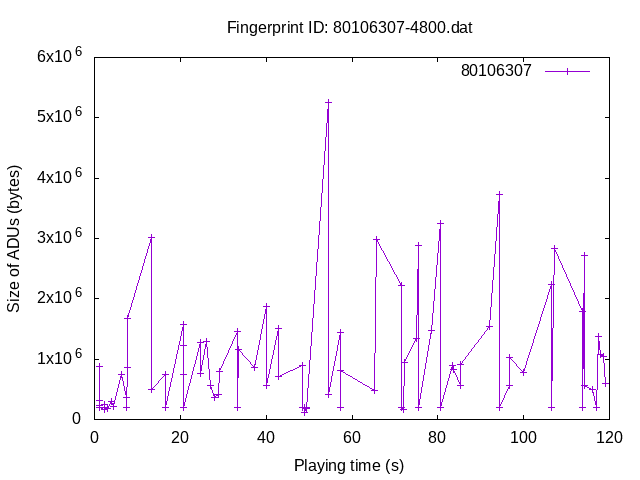 Fingerprint ID: 80106307-4800.dat
80106307
6x10^6
5x10^6
4x10^6
3x10^6
2x10^6
1x10^6
0
Size of ADUs (bytes)
0 20 40 60 80 100 120
Playing time (s)